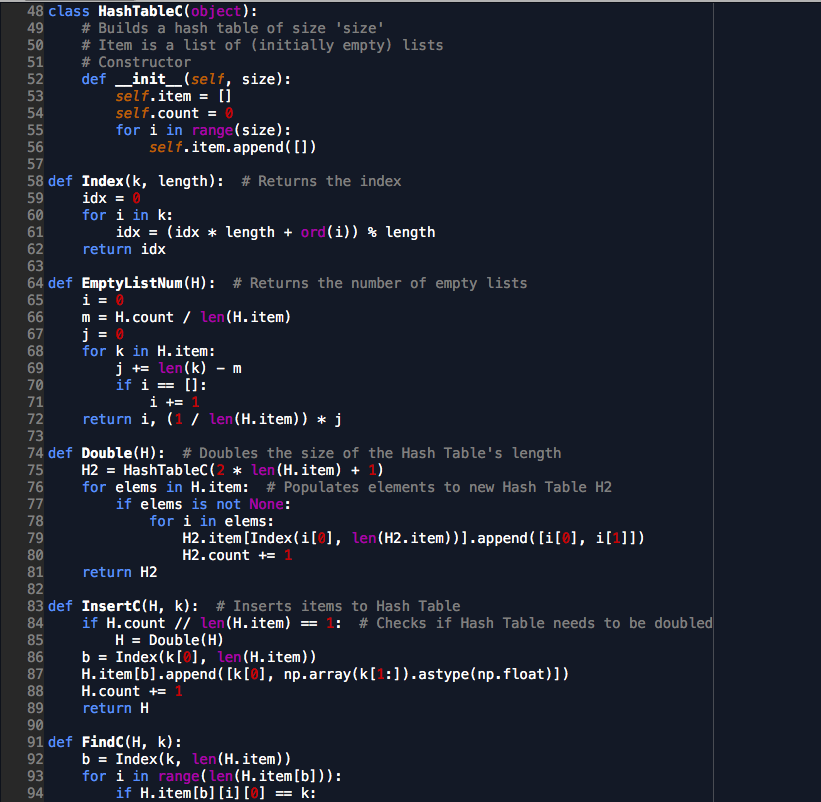 48 class HashTableC(object):
49     # Builds a hash table of size 'size'
50     # Item is a list of (initially empty) lists
51     # Constructor
52     def __init__(self, size):
53         self.item = []
54         self.count = 0
55         for i in range(size):
56             self.item.append([])
57
58 def Index(k, length):  # Returns the index
59     idx = 0
60     for i in k:
61         idx = (idx * length + ord(i)) % length
62     return idx
63
64 def EmptyListNum(H):  # Returns the number of empty lists
65     i = 0
66     m = H.count / len(H.item)
67     j = 0
68     for k in H.item:
69         j += len(k) - m
70         if i == []:
71             i += 1
72     return i, (1 / len(H.item)) * j
73
74 def Double(H):  # Doubles the size of the Hash Table's length
75     H2 = HashTableC(2 * len(H.item) + 1)
76     for elems in H.item:  # Populates elements to new Hash Table H2
77         if elems is not None:
78             for i in elems:
79                 H2.item[Index(i[0], len(H2.item))].append([i[0], i[1]])
80                 H2.count += 1
81     return H2
82
83 def InsertC(H, k):  # Inserts items to Hash Table
84     if H.count // len(H.item) == 1:  # Checks if Hash Table needs to be doubled
85         H = Double(H)
86     b = Index(k[0], len(H.item))
87     H.item[b].append([k[0], np.array(k[1:]).astype(np.float)])
88     H.count += 1
89     return H
90
91 def FindC(H, k):
92     b = Index(k, len(H.item))
93     for i in range(len(H.item[b])):
94         if H.item[b][i][0] == k: